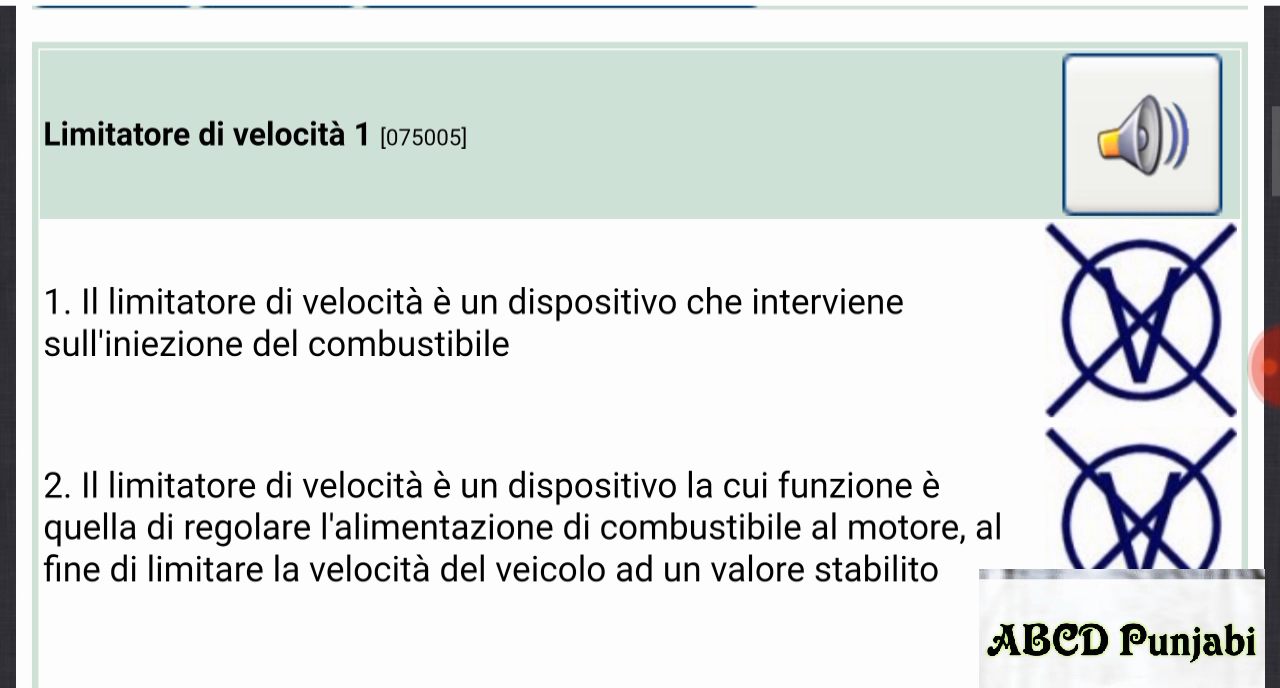 Limitatore di velocità 1 [075005]
1. Il limitatore di velocità è un dispositivo che interviene
sull'iniezione del combustibile
V
2. Il limitatore di velocità è un dispositivo la cui funzione è
quella di regolare l'alimentazione di combustibile al motore, al
fine di limitare la velocità del veicolo ad un valore stabilito
V
ABCD Punjabi